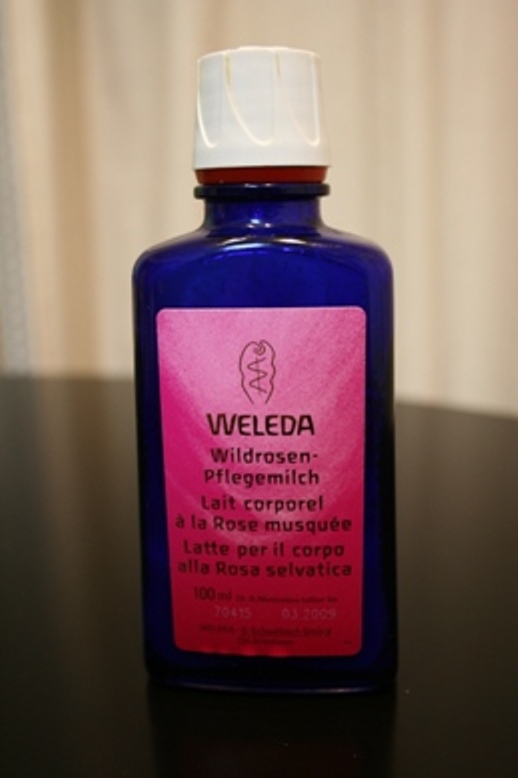 WELEDA
Wildrosen-
Pflegemilch
Lait corporel
à la Rose musquée
Latte per il corpo
alla Rosa selvatica
100 ml
70415 03.2009
WELEDA